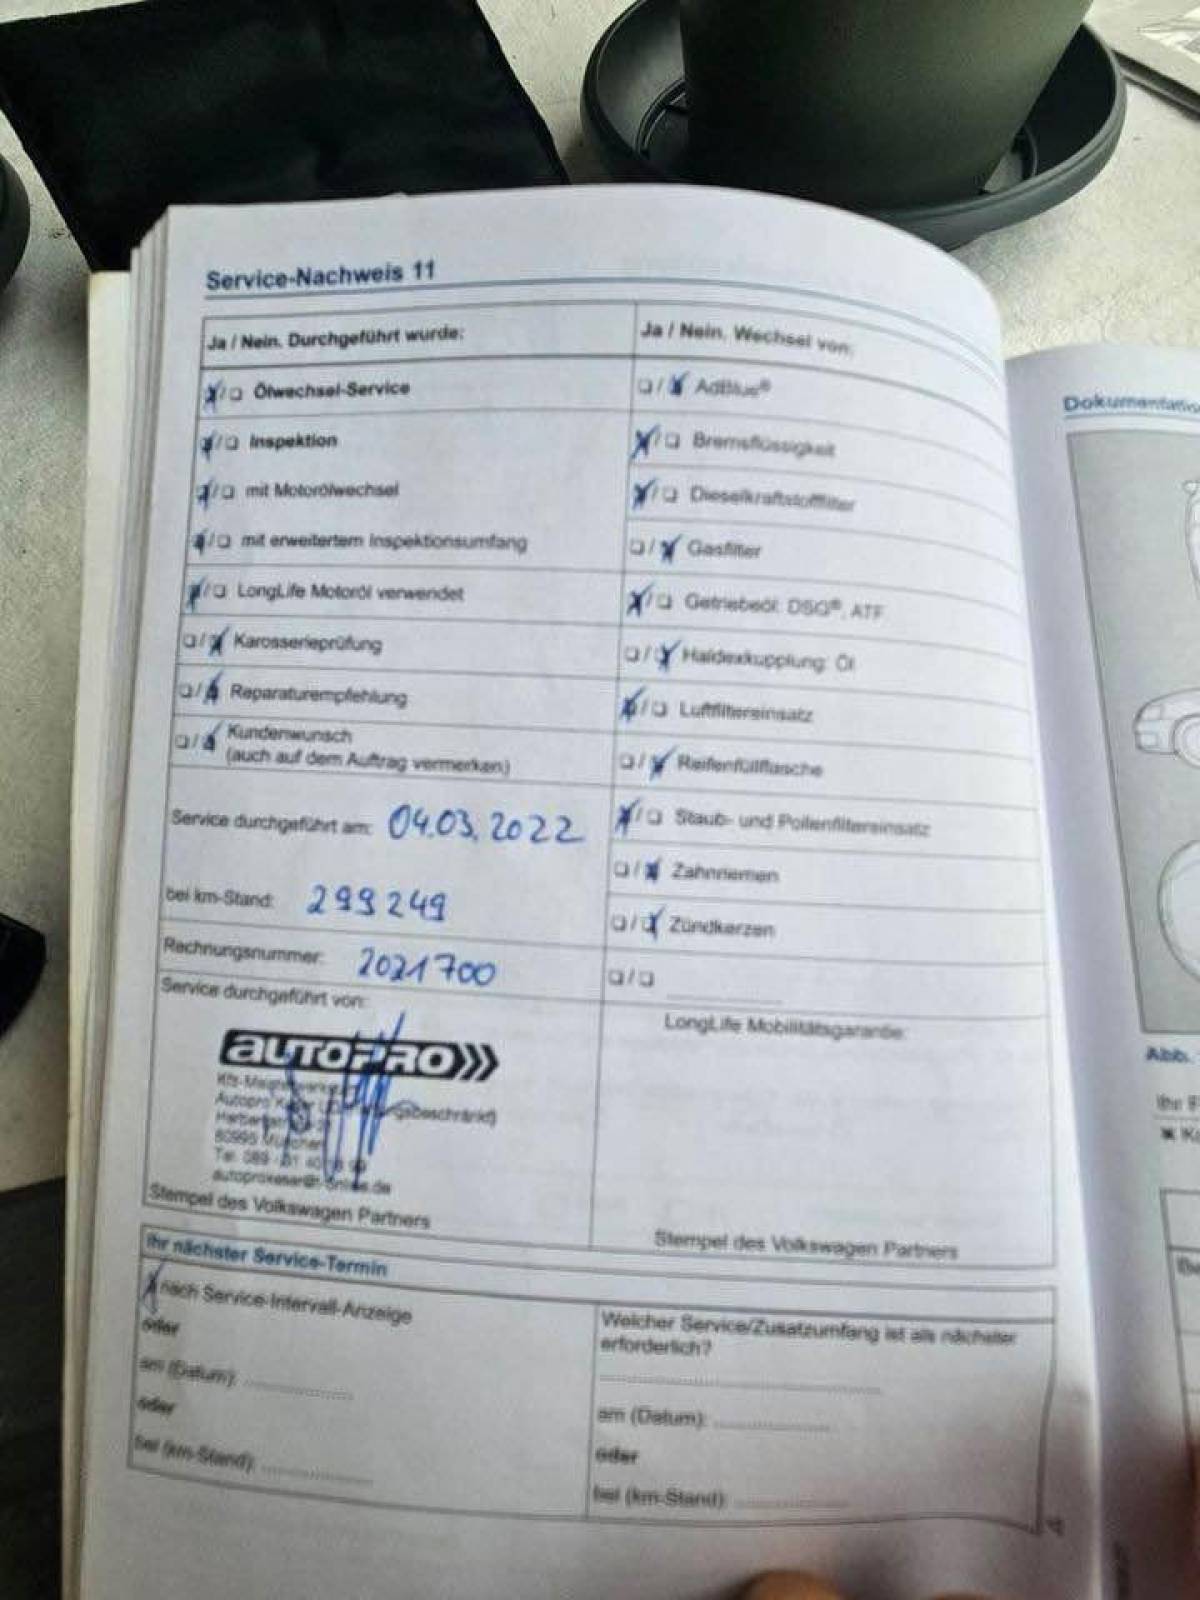 Service-Nachweis 11
Ja / Nein. Durchgeführt wurde:
Ölwechsel-Service
Inspektion
mit Motorölwechsel
mit erweitertem Inspektionsumfang
LongLife Motoröl verwendet
Karosserieprüfung
Reparaturempfehlung
Kundenwunsch
(auch auf dem Auftrag vermerken)
Service durchgeführt am: 04.03.2022
bei km-Stand: 299249
Rechnungsnummer: 2021700
Service durchgeführt von:
AUTOPRO
Autopro
80995 München
Tel. 089
Stempel des Volkswagen Partners
Ja / Nein. Wechsel von:
AdBlue®
Bremsflüssigkeit
Dieselkraftstofffilter
Gasfilter
Getriebeöl: DSG®, ATF
Haldexkupplung: Öl
Luftfiltereinsatz
Reifenfüllflasche
Staub- und Pollenfiltereinsatz
Zahnriemen
Zündkerzen
LongLife Mobilitätsgarantie:
Stempel des Volkswagen Partners
Ihr nächster Service-Termin
nach Service-Intervall-Anzeige
oder
am (Datum):
oder
bei (km-Stand):
Welcher Service/Zusatzumfang ist als nächster
erforderlich?
am (Datum):
oder
bei (km-Stand):
Abb.